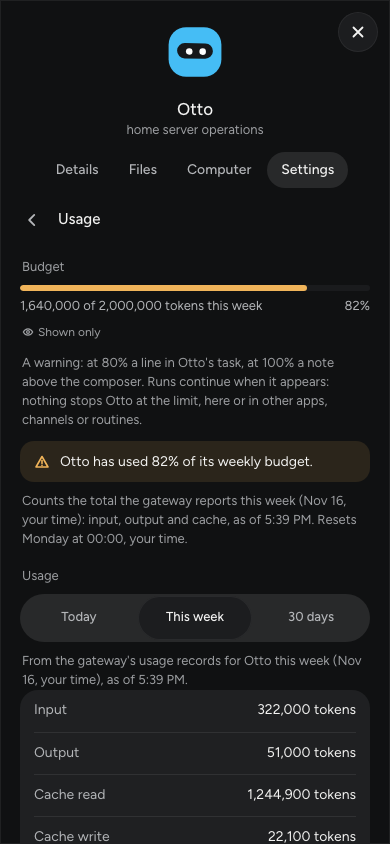 Otto
home server operations
Details
Files
Computer
Settings
Usage
Budget
1,640,000 of 2,000,000 tokens this week
82%
Shown only
A warning: at 80% a line in Otto's task, at 100% a note
above the composer. Runs continue when it appears:
nothing stops Otto at the limit, here or in other apps,
channels or routines.
Otto has used 82% of its weekly budget.
Counts the total the gateway reports this week (Nov 16,
your time): input, output and cache, as of 5:39 PM. Resets
Monday at 00:00, your time.
Usage
Today
This week
30 days
From the gateway's usage records for Otto this week (Nov
16, your time), as of 5:39 PM.
Input
322,000 tokens
Output
51,000 tokens
Cache read
1,244,900 tokens
Cache write
22,100 tokens